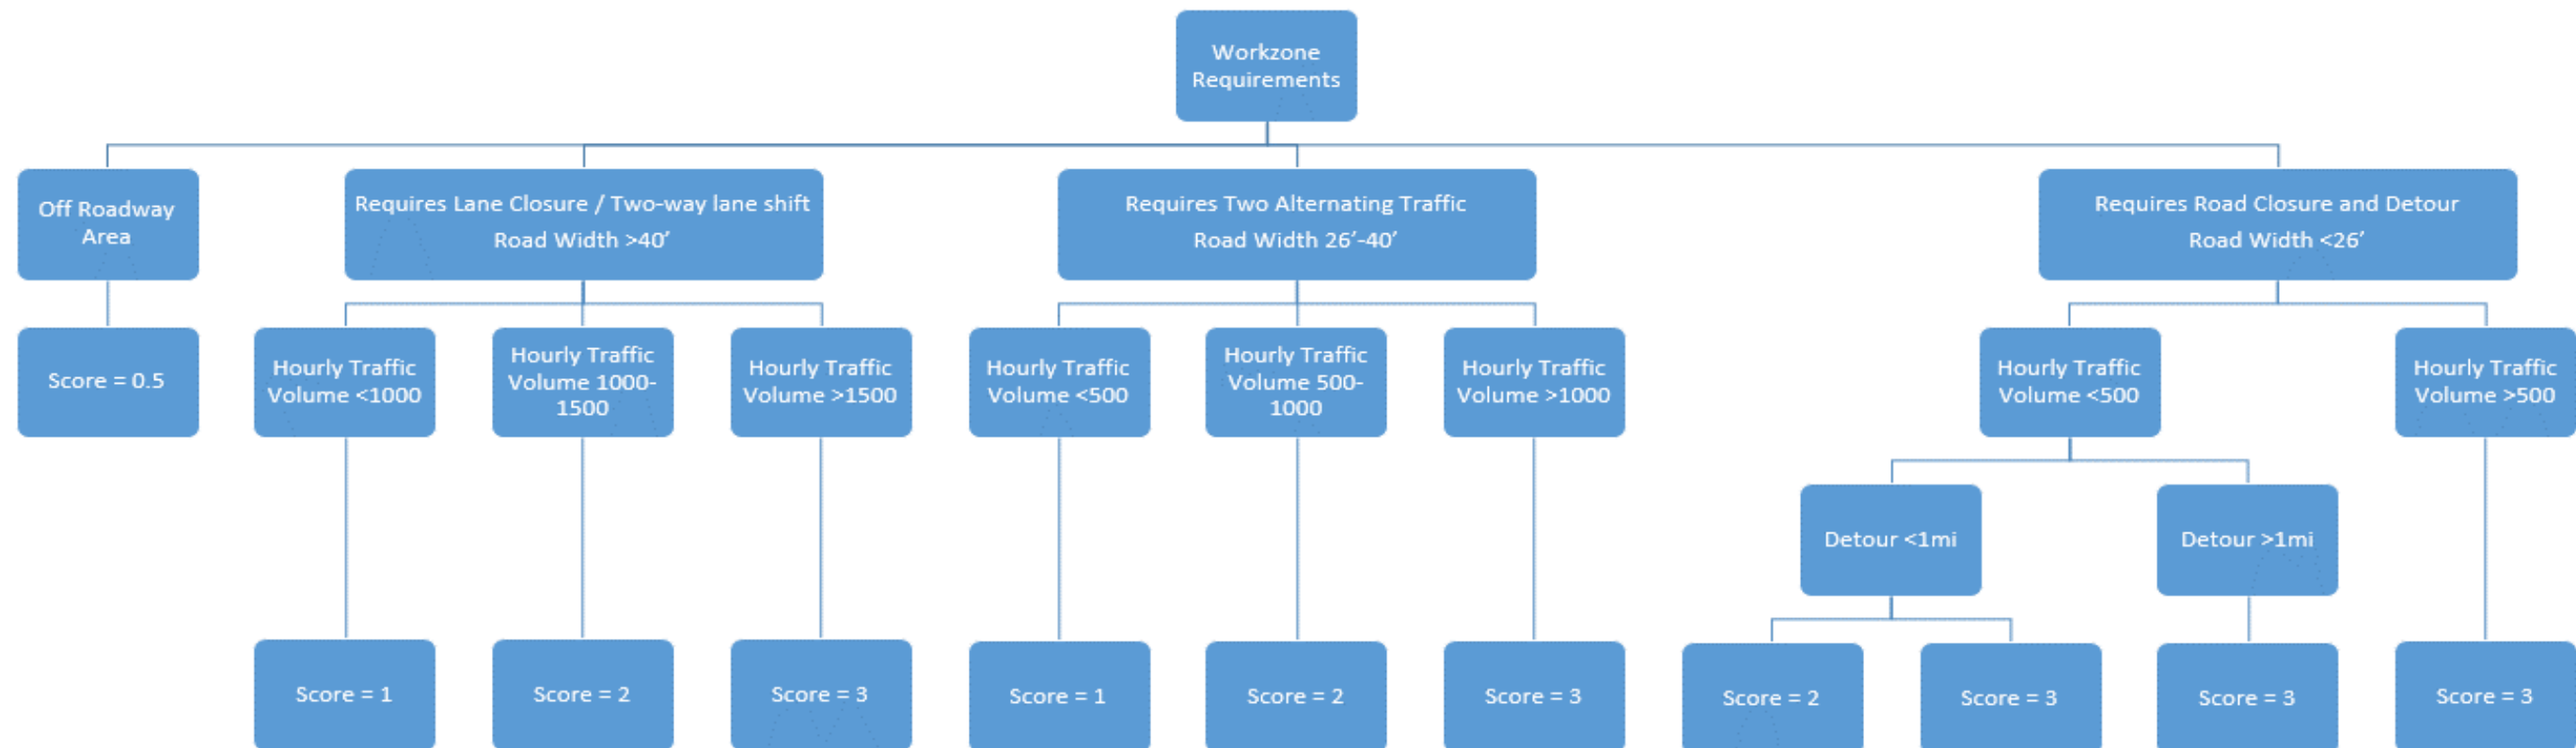 Workzone
Requirements
Off Roadway
Area
Requires Lane Closure / Two-way lane shift
Road Width >40’
Requires Two Alternating Traffic
Road Width 26’-40’
Requires Road Closure and Detour
Road Width <26’
Score = 0.5
Hourly Traffic
Volume <1000
Hourly Traffic
Volume 1000-
1500
Hourly Traffic
Volume >1500
Hourly Traffic
Volume <500
Hourly Traffic
Volume 500-
1000
Hourly Traffic
Volume >1000
Hourly Traffic
Volume <500
Hourly Traffic
Volume >500
Detour <1mi
Detour >1mi
Score = 1
Score = 2
Score = 3
Score = 1
Score = 2
Score = 3
Score = 2
Score = 3
Score = 3
Score = 3